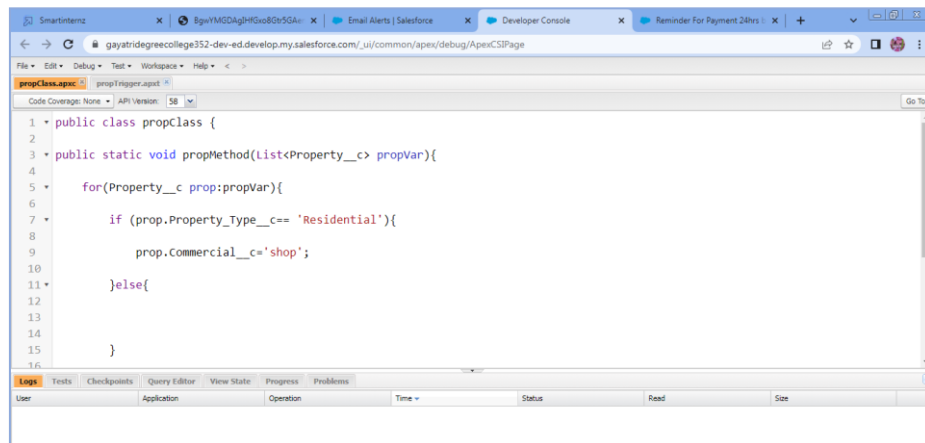 Smartinternz
BgwYMGDAgIHfGxo8Gtr5GAe
Email Alerts | Salesforce
Developer Console
Reminder For Payment 24hrs
gayatridegreecollege352-dev-ed.develop.my.salesforce.com/_ui/common/apex/debug/ApexCSIPage
File Edit Debug Test Workspace Help < >
propClass.apxc propTrigger.apxt
Code Coverage: None API Version: 58 Go To
1 public class propClass {
2
3 public static void propMethod(List<Property__c> propVar){
4
5 for(Property__c prop:propVar){
6
7 if (prop.Property_Type__c== 'Residential'){
8
9 prop.Commercial__c='shop';
10
11 }else{
12
13
14
15 }
16
Logs Tests Checkpoints Query Editor View State Progress Problems
User Application Operation Time Status Read Size